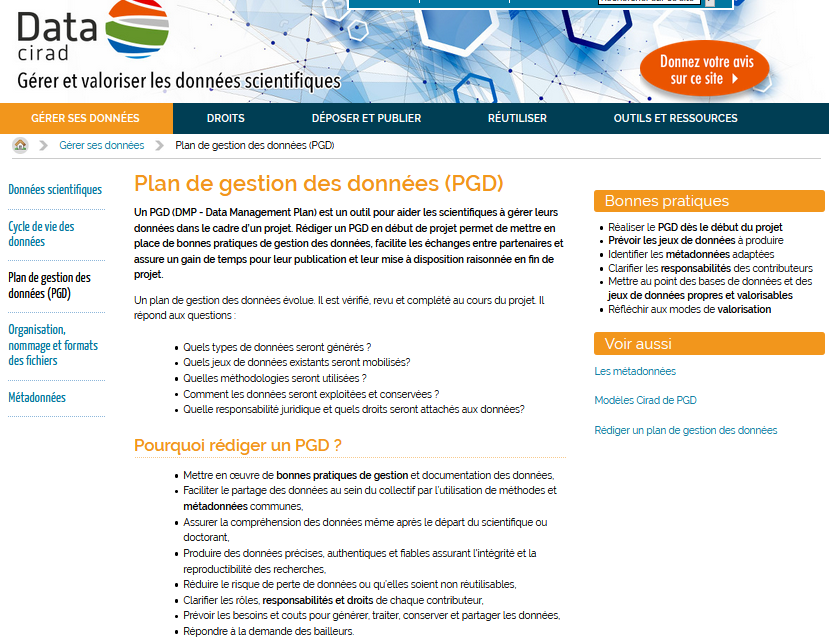 Data
cirad
Gérer et valoriser les données scientifiques
Donnez votre avis
sur ce site
GÉRER SES DONNÉES
DROITS
DÉPOSER ET PUBLIER
RÉUTILISER
OUTILS ET RESSOURCES
Gérer ses données
Plan de gestion des données (PGD)
Données scientifiques
Cycle de vie des
données
Plan de gestion des
données (PGD)
Organisation,
nommage et formats
des fichiers
Métadonnées
Plan de gestion des données (PGD)
Un PGD (DMP - Data Management Plan) est un outil pour aider les scientifiques à gérer leurs
données dans le cadre d'un projet. Rédiger un PGD en début de projet permet de mettre en
place de bonnes pratiques de gestion des données, facilite les échanges entre partenaires et
assure un gain de temps pour leur publication et leur mise à disposition raisonnée en fin de
projet.
Un plan de gestion des données évolue. Il est vérifié, revu et complété au cours du projet. Il
répond aux questions :
Quels types de données seront générés ?
Quels jeux de données existants seront mobilisés?
Quelles méthodologies seront utilisées ?
Comment les données seront exploitées et conservées ?
Quelle responsabilité juridique et quels droits seront attachés aux données?
Pourquoi rédiger un PGD ?
Mettre en œuvre de bonnes pratiques de gestion et documentation des données,
Faciliter le partage des données au sein du collectif par l'utilisation de méthodes et
métadonnées communes,
Assurer la compréhension des données même après le départ du scientifique ou
doctorant,
Produire des données précises, authentiques et fiables assurant l'intégrité et la
reproductibilité des recherches,
Réduire le risque de perte de données ou qu'elles soient non réutilisables,
Clarifier les rôles, responsabilités et droits de chaque contributeur,
Prévoir les besoins et couts pour générer, traiter, conserver et partager les données,
Répondre à la demande des bailleurs.
Bonnes pratiques
Réaliser le PGD dès le début du projet
Prévoir les jeux de données à produire
Identifier les métadonnées adaptées
Clarifier les responsabilités des contributeurs
Mettre au point des bases de données et des
jeux de données propres et valorisables
Réfléchir aux modes de valorisation
Voir aussi
Les métadonnées
Modèles Cirad de PGD
Rédiger un plan de gestion des données